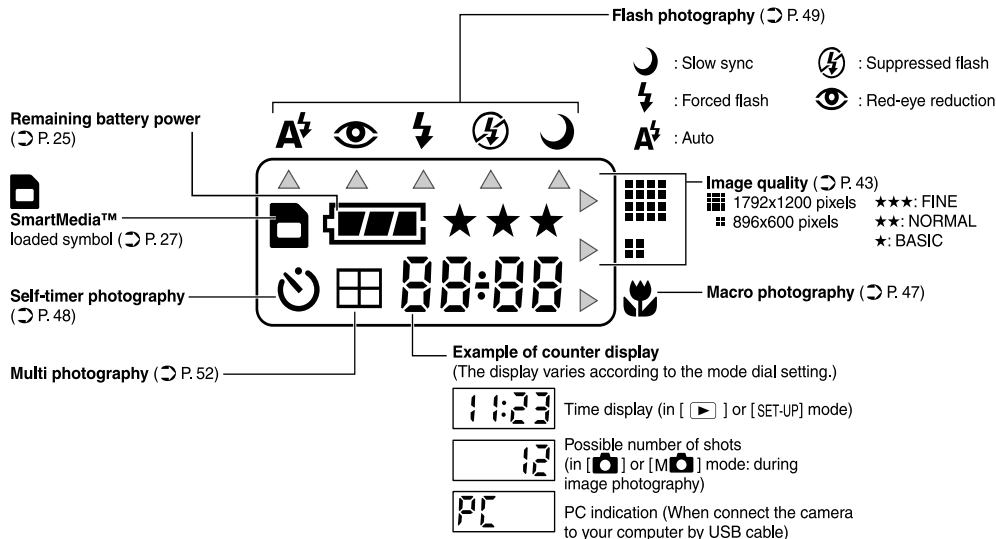 Flash photography (➲ P. 49)
: Slow sync
: Suppressed flash
: Forced flash
: Red-eye reduction
A : Auto
Remaining battery power
(➲ P. 25)
A
SmartMedia™
loaded symbol (➲ P. 27)
★ ★ ★
Image quality (➲ P. 43)
1792x1200 pixels ★★★: FINE
896x600 pixels ★★: NORMAL
★: BASIC
Self-timer photography
(➲ P. 48)
88:88
Macro photography (➲ P. 47)
Multi photography (➲ P. 52)
Example of counter display
(The display varies according to the mode dial setting.)
11:23 Time display (in [ ▶ ] or [SET-UP] mode)
12 Possible number of shots
(in [📷] or [M📷] mode: during
image photography)
PC PC indication (When connect the camera
to your computer by USB cable)